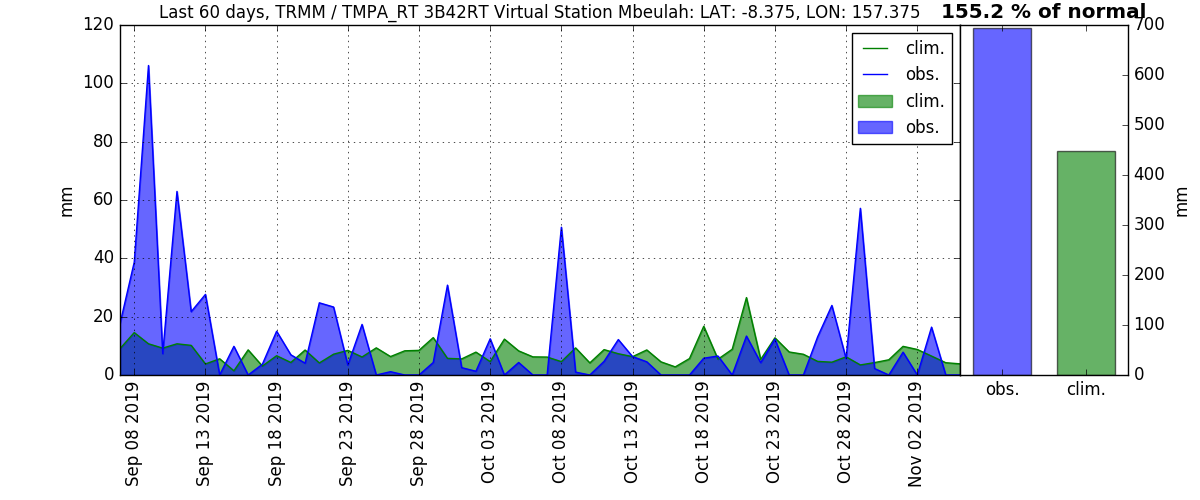 Last 60 days, TRMM / TMPA_RT 3B42RT Virtual Station Mbeulah: LAT: -8.375, LON: 157.375
155.2 % of normal
120
100
80
60
40
20
0
mm
clim.
obs.
clim.
obs.
700
600
500
400
300
200
100
0
mm
obs.
clim.
Sep 08 2019
Sep 13 2019
Sep 18 2019
Sep 23 2019
Sep 28 2019
Oct 03 2019
Oct 08 2019
Oct 13 2019
Oct 18 2019
Oct 23 2019
Oct 28 2019
Nov 02 2019